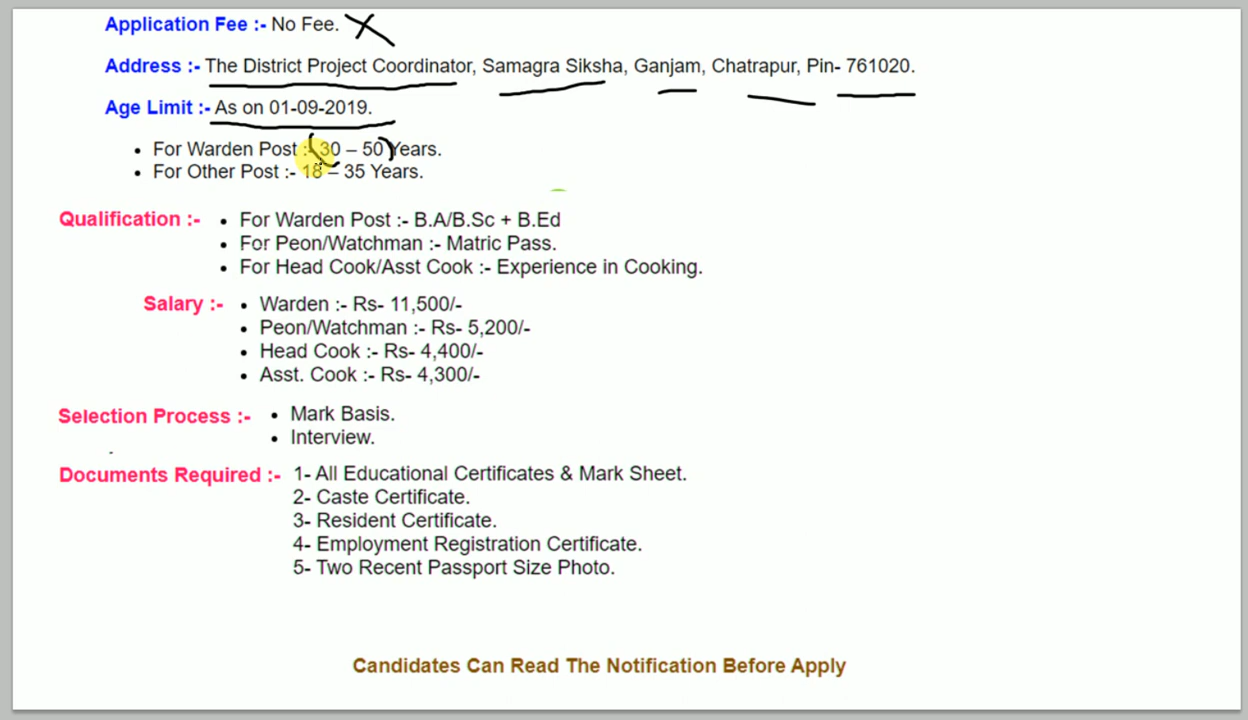 Application Fee :- No Fee.
Address :- The District Project Coordinator, Samagra Siksha, Ganjam, Chatrapur, Pin- 761020.
Age Limit :- As on 01-09-2019.
• For Warden Post :- 30 – 50 Years.
• For Other Post :- 18 – 35 Years.
Qualification :- • For Warden Post :- B.A/B.Sc + B.Ed
• For Peon/Watchman :- Matric Pass.
• For Head Cook/Asst Cook :- Experience in Cooking.
Salary :- • Warden :- Rs- 11,500/-
• Peon/Watchman :- Rs- 5,200/-
• Head Cook :- Rs- 4,400/-
• Asst. Cook :- Rs- 4,300/-
Selection Process :- • Mark Basis.
• Interview.
Documents Required :- 1- All Educational Certificates & Mark Sheet.
2- Caste Certificate.
3- Resident Certificate.
4- Employment Registration Certificate.
5- Two Recent Passport Size Photo.
Candidates Can Read The Notification Before Apply